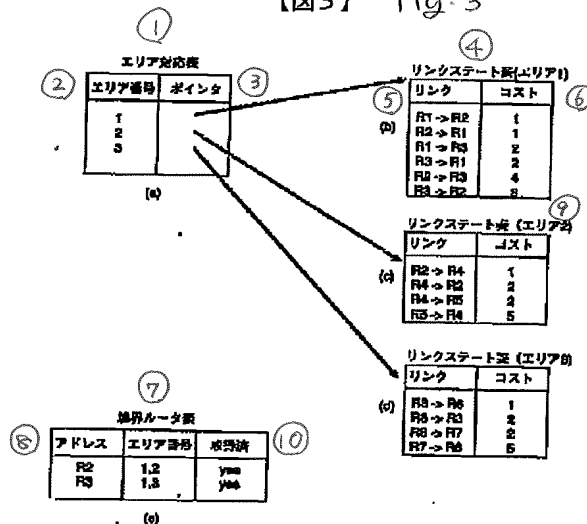 【図3】 Fig. 3
①
エリア対応表
② エリア番号 ポインタ ③
1
2
3
(a)
④
リンクステート表(エリア1)
⑤ リンク コスト ⑥
(b)
R1->R2 1
R2->R1 1
R1->R3 2
R3->R1 2
R2->R3 4
R3->R2
⑨
リンクステート表 (エリア2)
リンク コスト
(c)
R2->R4 1
R4->R2 2
R4->R5 2
R5->R4 5
リンクステート表 (エリア3)
リンク コスト
(d)
1
2
R6->R7 2
R7->R6 5
⑦
境界ルータ表
⑧ アドレス エリア番号 ⑩
R2 1,2 yes
R3 1,3 yes
(e)